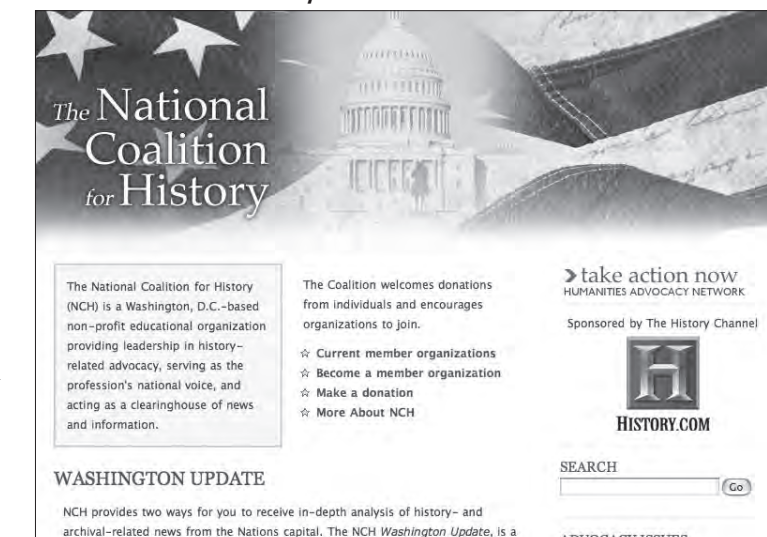 The National
Coalition
for History
The National Coalition for History
(NCH) is a Washington, D.C.-based
non-profit educational organization
providing leadership in history-
related advocacy, serving as the
profession's national voice, and
acting as a clearinghouse of news
and information.
The Coalition welcomes donations
from individuals and encourages
organizations to join.
☆ Current member organizations
☆ Become a member organization
☆ Make a donation
☆ More About NCH
take action now
HUMANITIES ADVOCACY NETWORK
Sponsored by The History Channel
H
HISTORY.COM
SEARCH
Go
WASHINGTON UPDATE
NCH provides two ways for you to receive in-depth analysis of history- and
archival-related news from the Nations capital. The NCH Washington Update, is a
ADVOCACY ISSUES